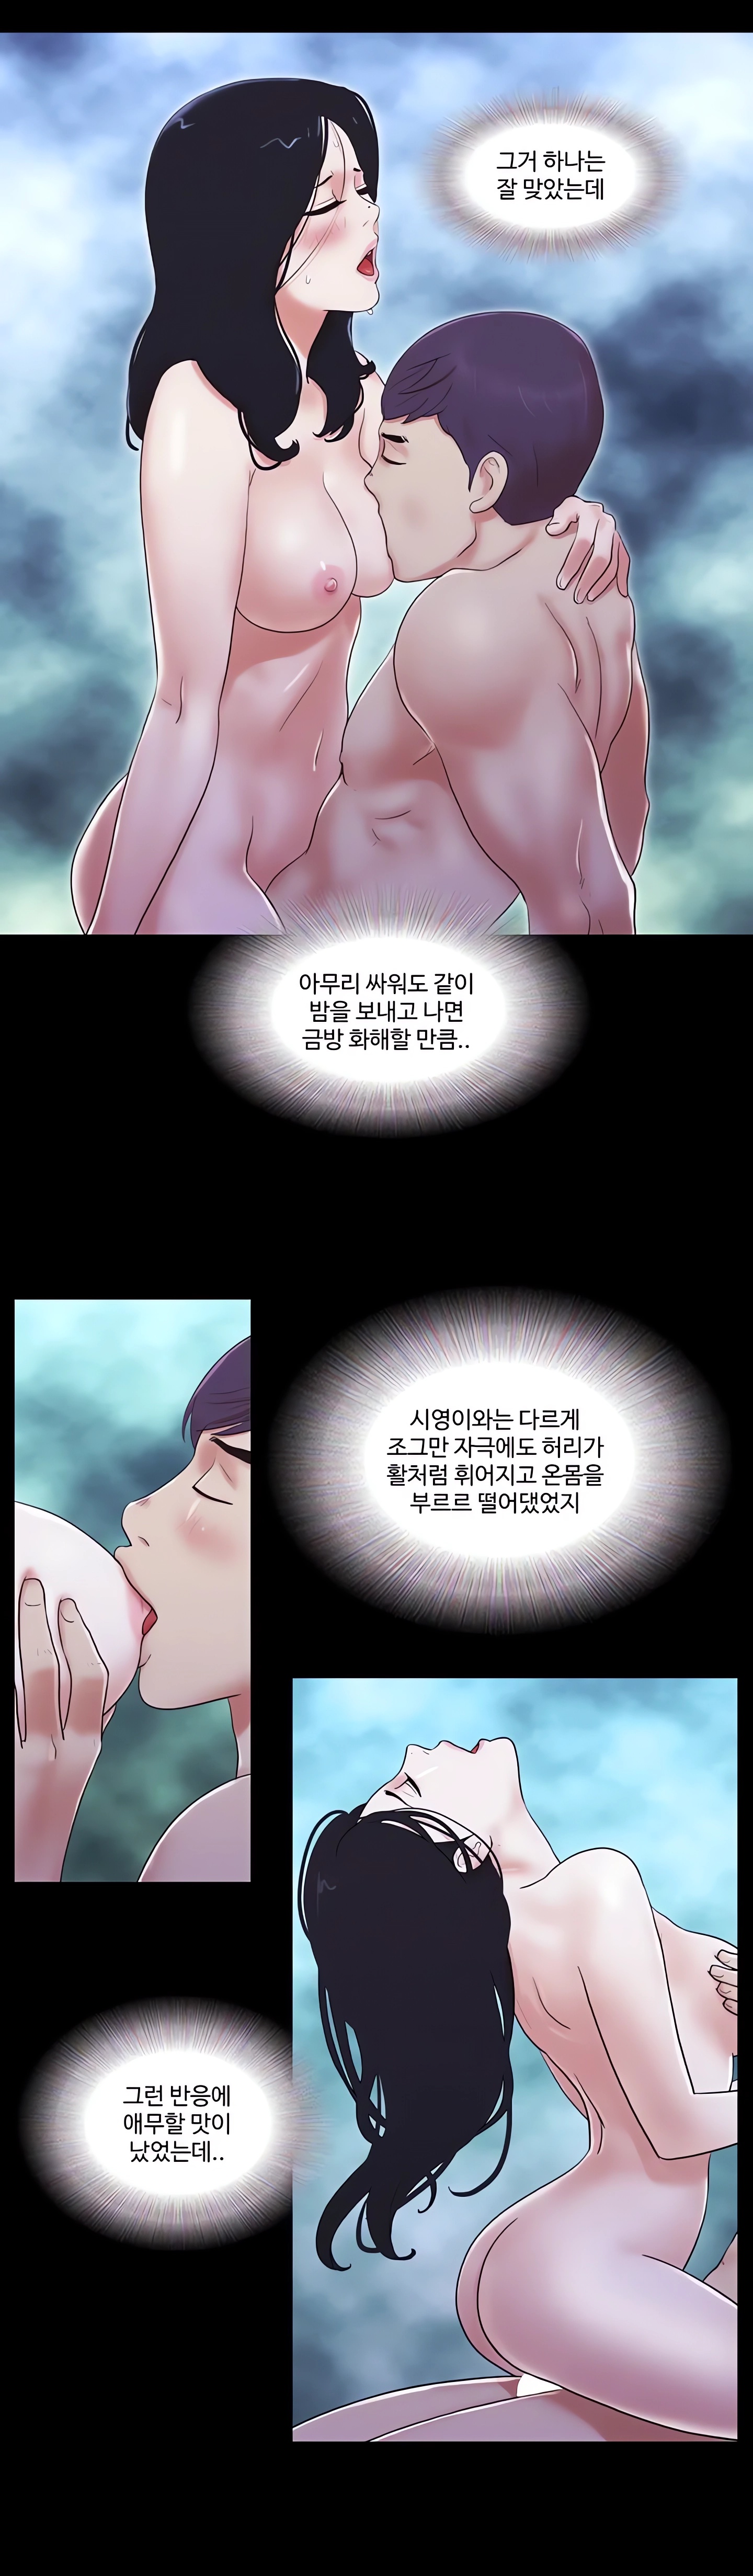 그거 하나는
잘 맞았는데
아무리 싸워도 같이
밤을 보내고 나면
금방 화해할 만큼..
시영이와는 다르게
조그만 자극에도 허리가
활처럼 휘어지고 온몸을
부르르 떨어댔었지
그런 반응에
애무할 맛이
났었는데..